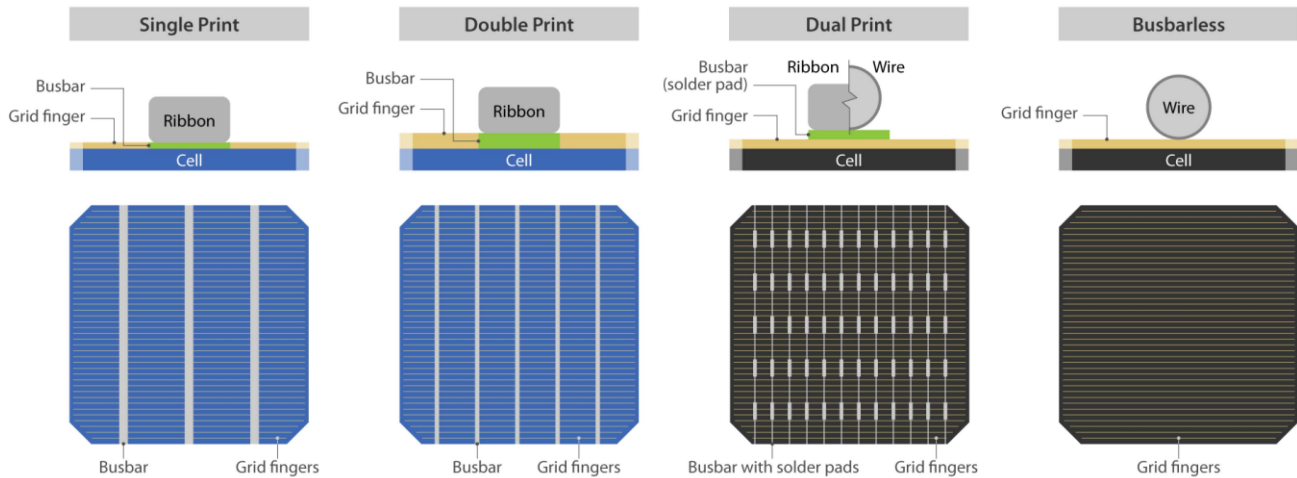 Single Print
Double Print
Dual Print
Busbarless
Busbar
Grid finger
Ribbon
Cell
Busbar
Grid finger
Ribbon
Cell
Busbar
(solder pad)
Grid finger
Ribbon
Wire
Cell
Grid finger
Wire
Cell
Busbar
Grid fingers
Busbar
Grid fingers
Busbar with solder pads
Grid fingers
Grid fingers